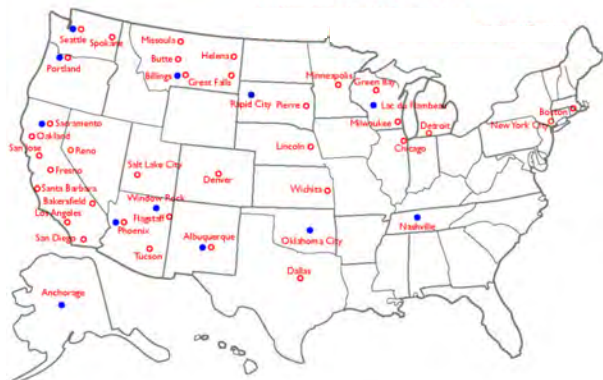 Seattle
Spokane
Portland
Missoula
Helena
Butte
Billings
Great Falls
Rapid City
Pierre
Minneapolis
Green Bay
Lac du Flambeau
Milwaukee
Detroit
Chicago
Boston
New York City
Sacramento
Oakland
San Jose
Reno
Fresno
Santa Barbara
Bakersfield
Los Angeles
San Diego
Salt Lake City
Denver
Lincoln
Wichita
Window Rock
Flagstaff
Phoenix
Tucson
Albuquerque
Oklahoma City
Dallas
Nashville
Anchorage